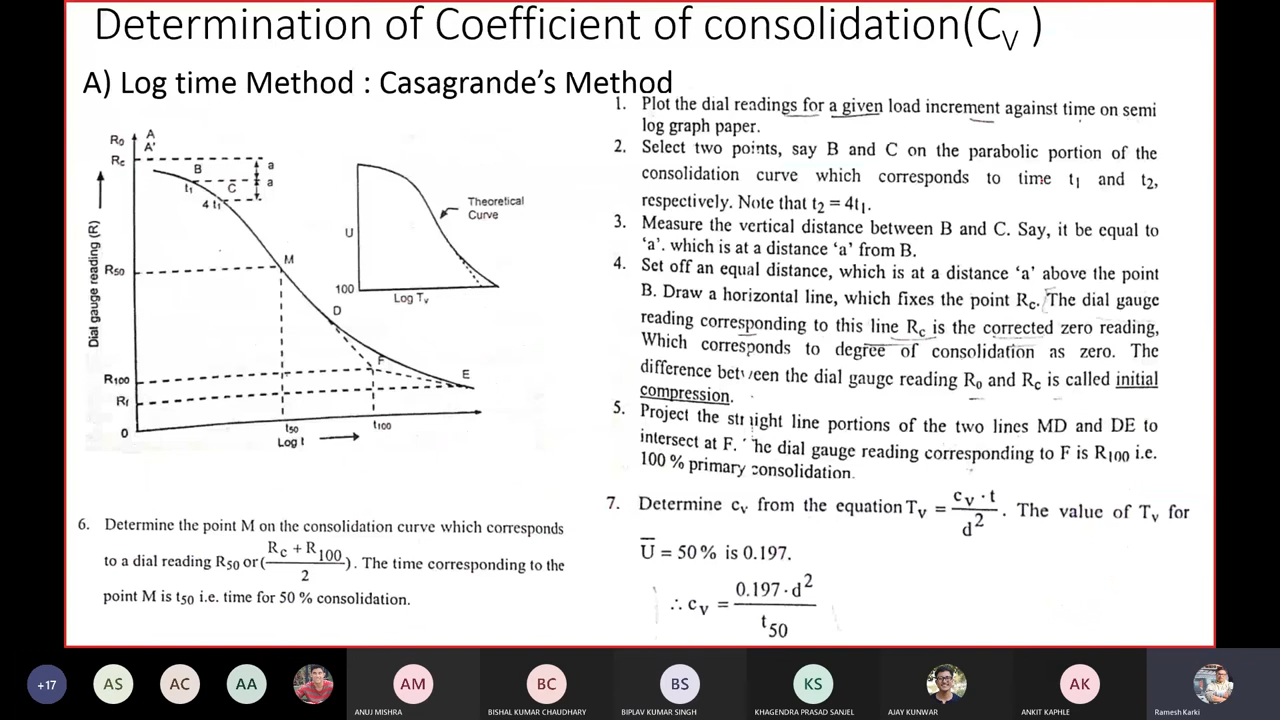 Determination of Coefficient of consolidation(CV )
A) Log time Method : Casagrande's Method
R0
A
A'
Rc
a
a
B
t1
C
4 t1
Dial gauge reading (R)
R50
M
D
F
E
R100
Rf
0
t50
t100
Log t
U
100
Log Tv
Theoretical
Curve
1. Plot the dial readings for a given load increment against time on semi
log graph paper.
2. Select two points, say B and C on the parabolic portion of the
consolidation curve which corresponds to time t1 and t2,
respectively. Note that t2 = 4t1.
3. Measure the vertical distance between B and C. Say, it be equal to
'a'. which is at a distance 'a' from B.
4. Set off an equal distance, which is at a distance 'a' above the point
B. Draw a horizontal line, which fixes the point Rc. The dial gauge
reading corresponding to this line Rc is the corrected zero reading,
Which corresponds to degree of consolidation as zero. The
difference between the dial gauge reading R0 and Rc is called initial
compression.
5. Project the straight line portions of the two lines MD and DE to
intersect at F. The dial gauge reading corresponding to F is R100 i.e.
100 % primary consolidation.
6. Determine the point M on the consolidation curve which corresponds
to a dial reading R50 or (Rc + R100 / 2). The time corresponding to the
point M is t50 i.e. time for 50 % consolidation.
7. Determine cv from the equation Tv = cv · t / d². The value of Tv for
U̅ = 50 % is 0.197.
∴ cv = 0.197 · d² / t50
+17
AS
AC
AA
AM
BC
BS
KS
AK
ANUJ MISHRA
BISHAL KUMAR CHAUDHARY
BIPLAV KUMAR SINGH
KHAGENDRA PRASAD SANJEL
AJAY KUNWAR
ANKIT KAPHLE
Ramesh Karki